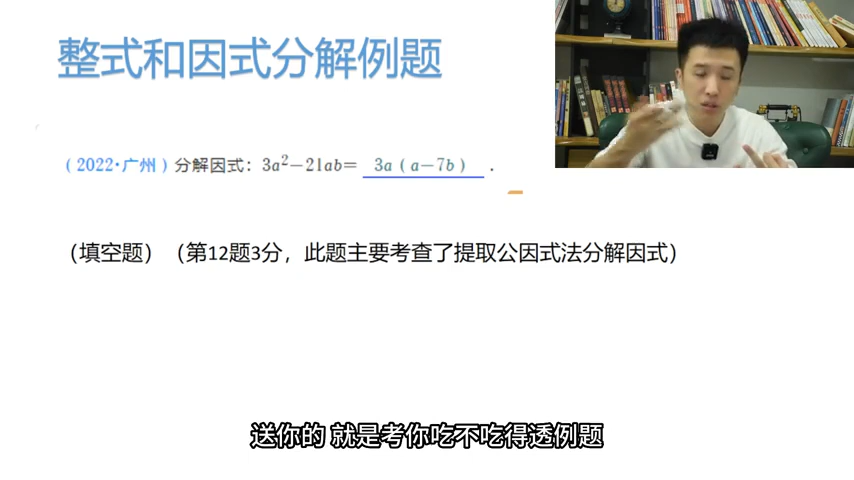 整式和因式分解例题
(2022·广州)分解因式：3a²-21ab= 3a(a-7b) .
（填空题）（第12题3分，此题主要考查了提取公因式法分解因式）
送你的 就是考你吃不吃得透例题